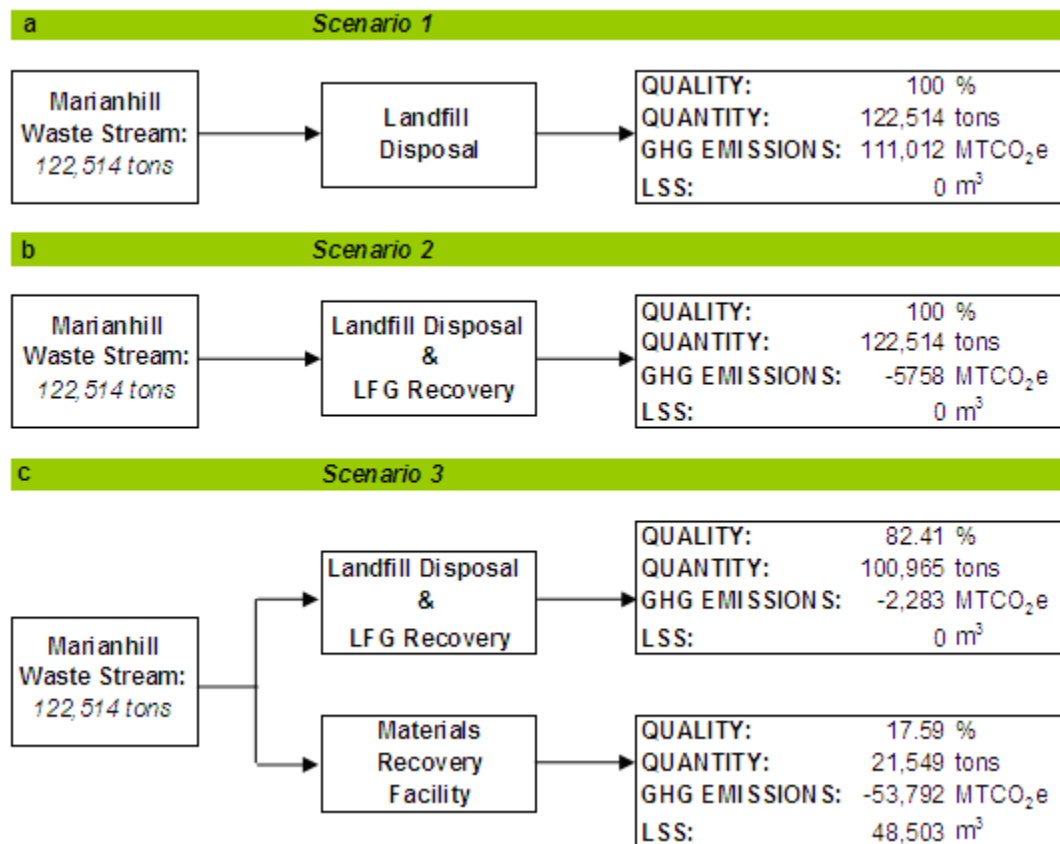 a Scenario 1
Marianhill
Waste Stream:
122,514 tons
Landfill
Disposal
QUALITY: 100 %
QUANTITY: 122,514 tons
GHG EMISSIONS: 111,012 MTCO₂e
LSS: 0 m³
b Scenario 2
Marianhill
Waste Stream:
122,514 tons
Landfill Disposal
&
LFG Recovery
QUALITY: 100 %
QUANTITY: 122,514 tons
GHG EMISSIONS: -5758 MTCO₂e
LSS: 0 m³
c Scenario 3
Marianhill
Waste Stream:
122,514 tons
Landfill Disposal
&
LFG Recovery
QUALITY: 82.41 %
QUANTITY: 100,965 tons
GHG EMISSIONS: -2,283 MTCO₂e
LSS: 0 m³
Materials
Recovery
Facility
QUALITY: 17.59 %
QUANTITY: 21,549 tons
GHG EMISSIONS: -53,792 MTCO₂e
LSS: 48,503 m³